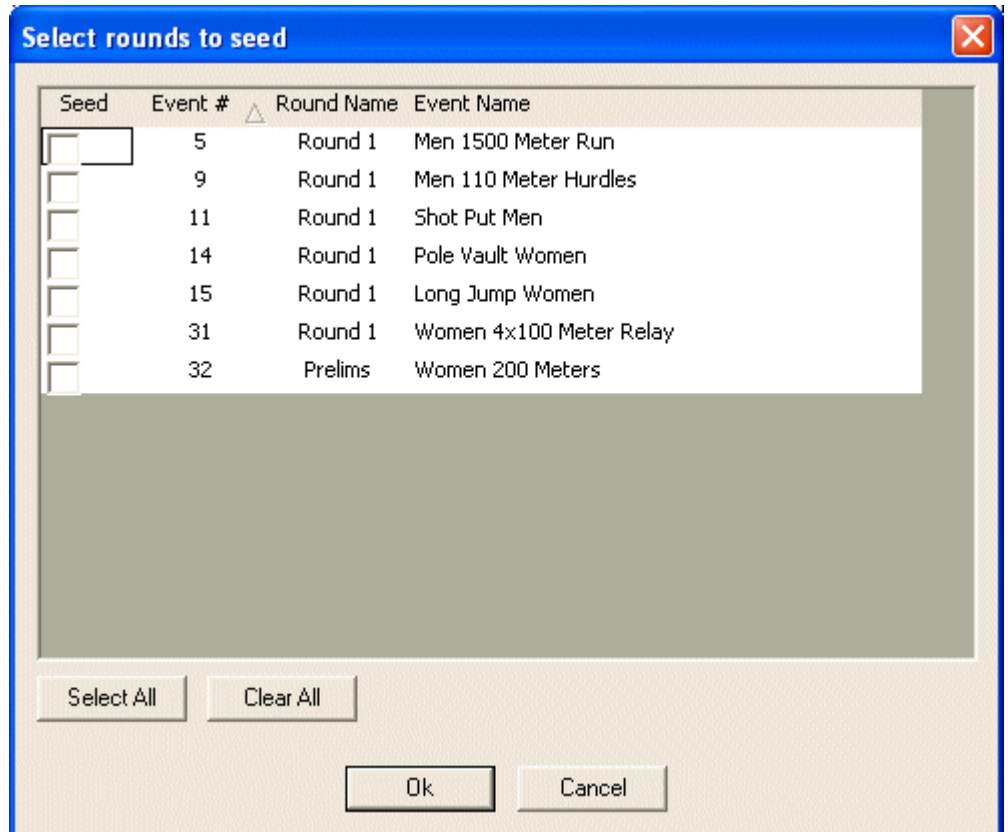 Select rounds to seed
Seed Event # Round Name Event Name
5 Round 1 Men 1500 Meter Run
9 Round 1 Men 110 Meter Hurdles
11 Round 1 Shot Put Men
14 Round 1 Pole Vault Women
15 Round 1 Long Jump Women
31 Round 1 Women 4x100 Meter Relay
32 Prelims Women 200 Meters
Select All Clear All
Ok Cancel